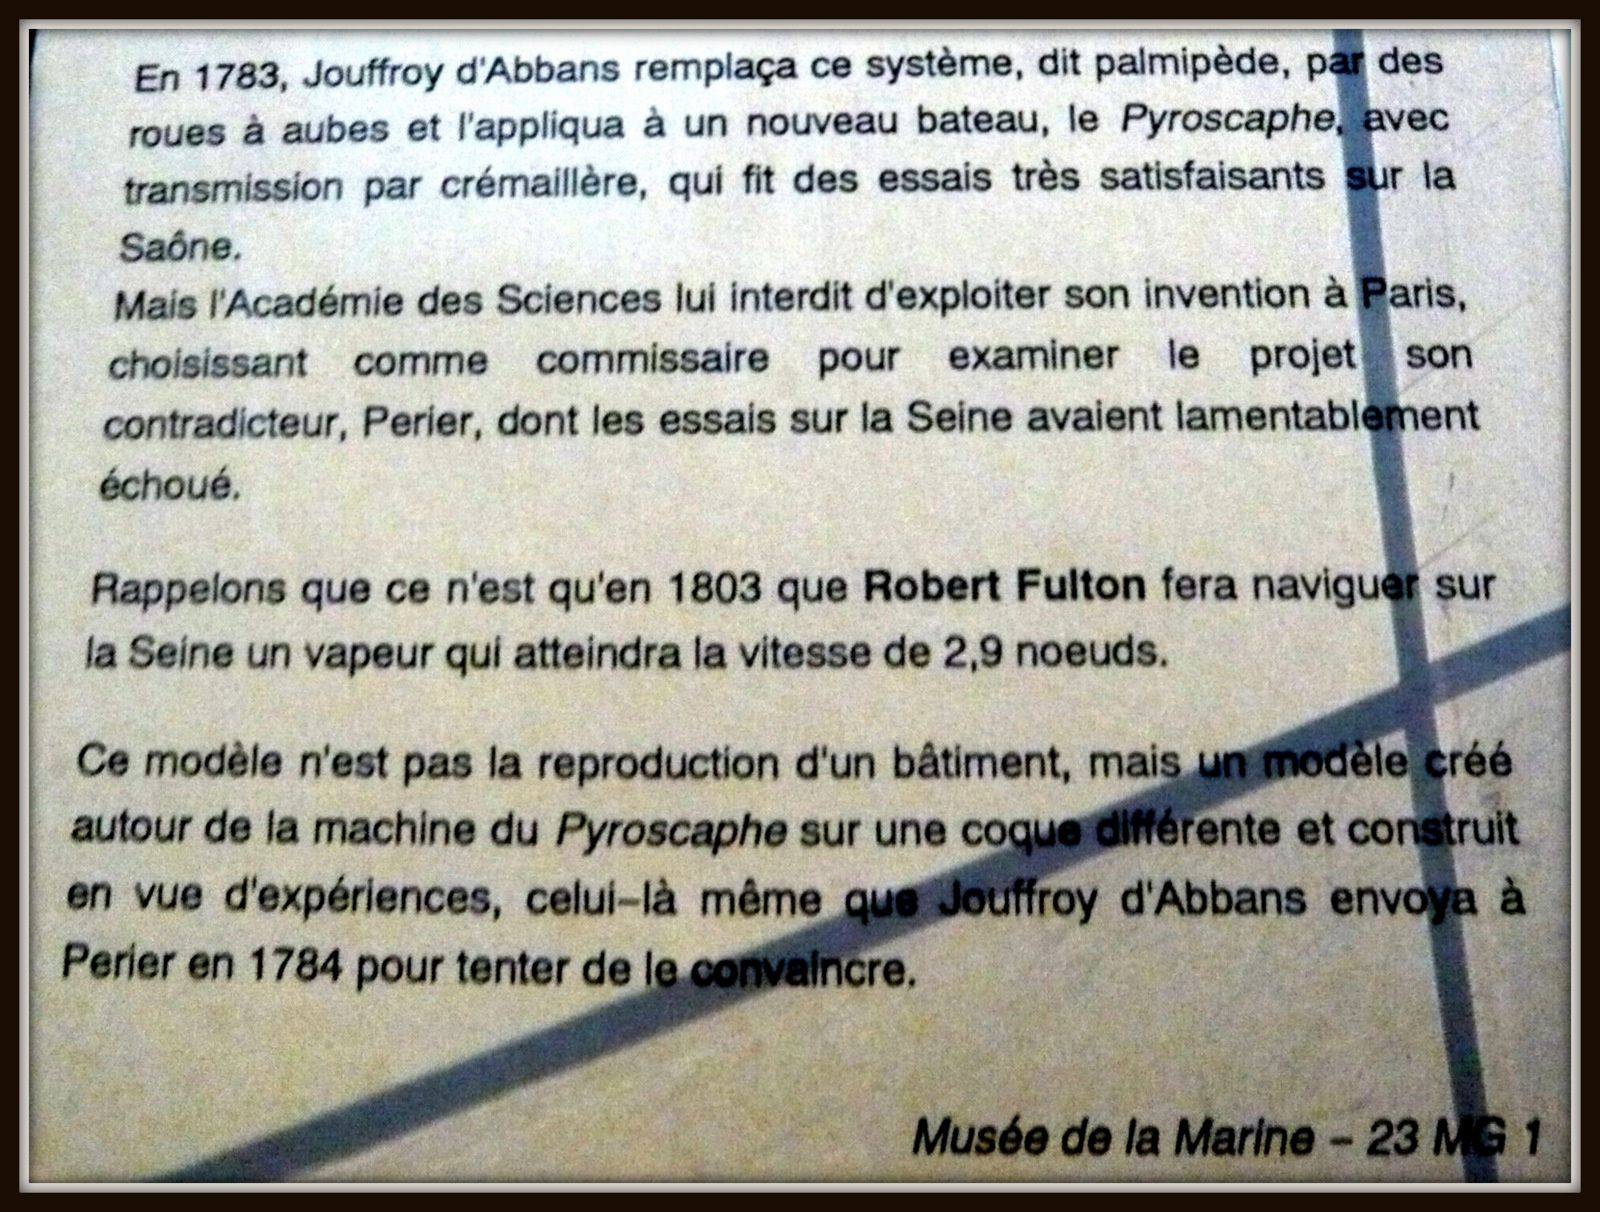 En 1783, Jouffroy d'Abbans remplaça ce système, dit palmipède, par des
roues à aubes et l'appliqua à un nouveau bateau, le Pyroscaphe, avec
transmission par crémaillère, qui fit des essais très satisfaisants sur la
Saône.
Mais l'Académie des Sciences lui interdit d'exploiter son invention à Paris,
choisissant comme commissaire pour examiner le projet son
contradicteur, Perier, dont les essais sur la Seine avaient lamentablement
échoué.
Rappelons que ce n'est qu'en 1803 que Robert Fulton fera naviguer sur
la Seine un vapeur qui atteindra la vitesse de 2,9 noeuds.
Ce modèle n'est pas la reproduction d'un bâtiment, mais un modèle créé
autour de la machine du Pyroscaphe sur une coque différente et construit
en vue d'expériences, celui-là même que Jouffroy d'Abbans envoya à
Perier en 1784 pour tenter de le convaincre.
Musée de la Marine – 23 MG 1